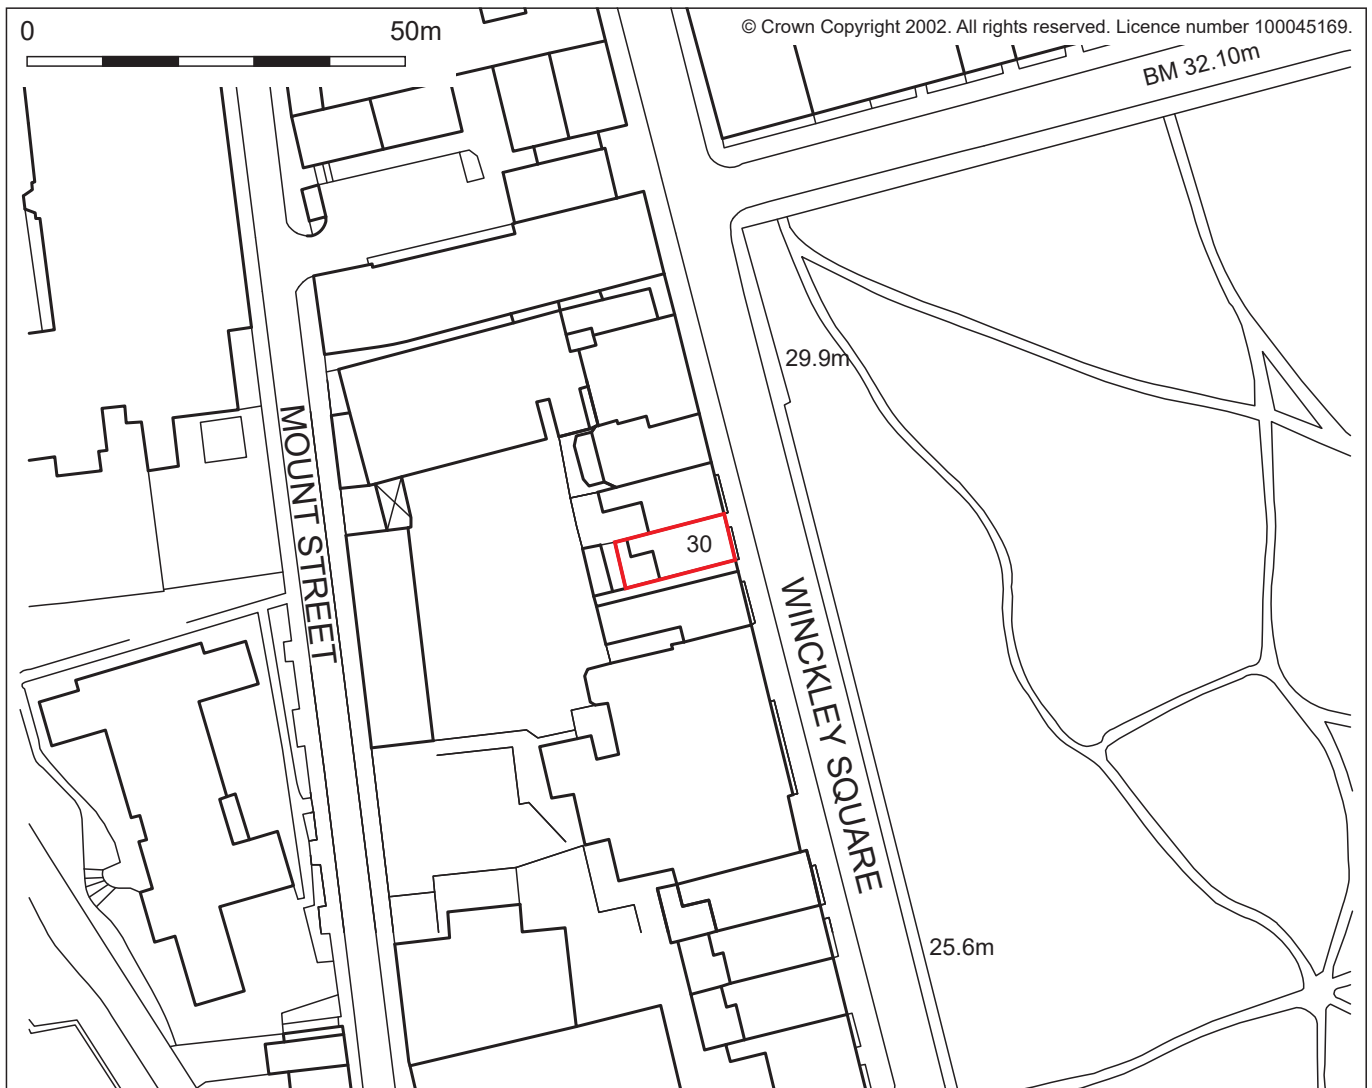 0
50m
© Crown Copyright 2002. All rights reserved. Licence number 100045169.
BM 32.10m
29.9m
MOUNT STREET
30
WINCKLEY SQUARE
25.6m